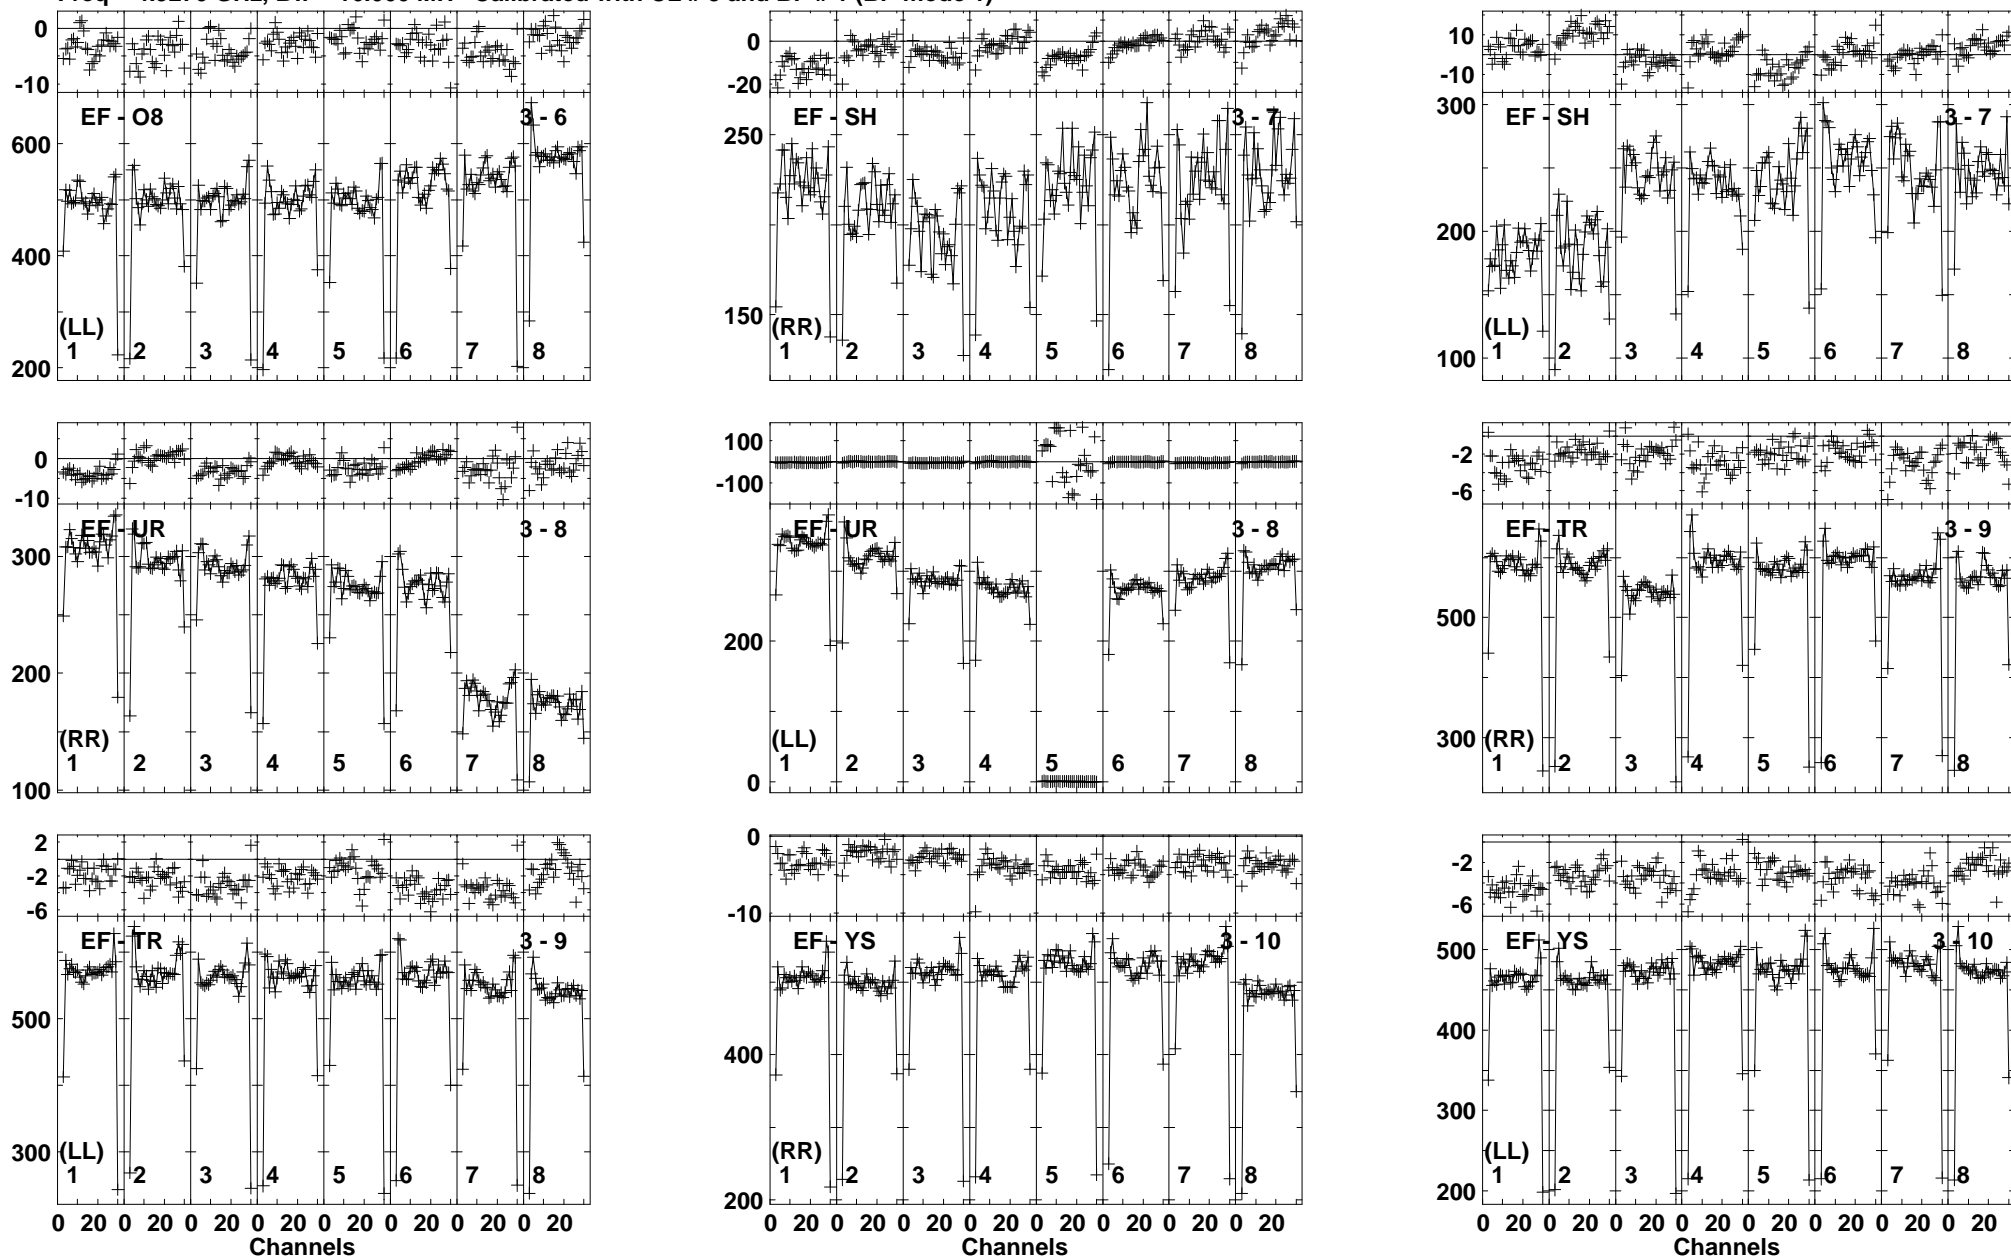 0 0 10
-10 -20 -10
EF - O8 3 - 6 EF - SH 3 - 7 EF - SH 3 - 7
600 250 300
400 200
(LL) (RR) 150 (LL)
200 1 2 3 4 5 6 7 8 1 2 3 4 5 6 7 8 100 1 2 3 4 5 6 7 8
0 100 -2
-10 -100 -6
EF - UR 3 - 8 EF - UR 3 - 8 EF - TR 3 - 9
300 200 500
200
(RR) (LL) (RR) 300
100 1 2 3 4 5 6 7 8 0 1 2 3 4 5 6 7 8 1 2 3 4 5 6 7 8
2 0 -2
-2
-6 -10 -6
EF - TR 3 - 9 EF - YS 3 - 10 EF - YS 3 - 10
500 400 500
400
300 300
(LL) (RR) (LL)
1 2 3 4 5 6 7 8 200 1 2 3 4 5 6 7 8 200 1 2 3 4 5 6 7 8
0 20 0 20 0 20 0 20 0 20 0 20 0 20 0 20 0 20 0 20 0 20 0 20 0 20 0 20 0 20 0 20 0 20 0 20 0 20 0 20 0 20 0 20 0 20 0 20
Channels Channels Channels